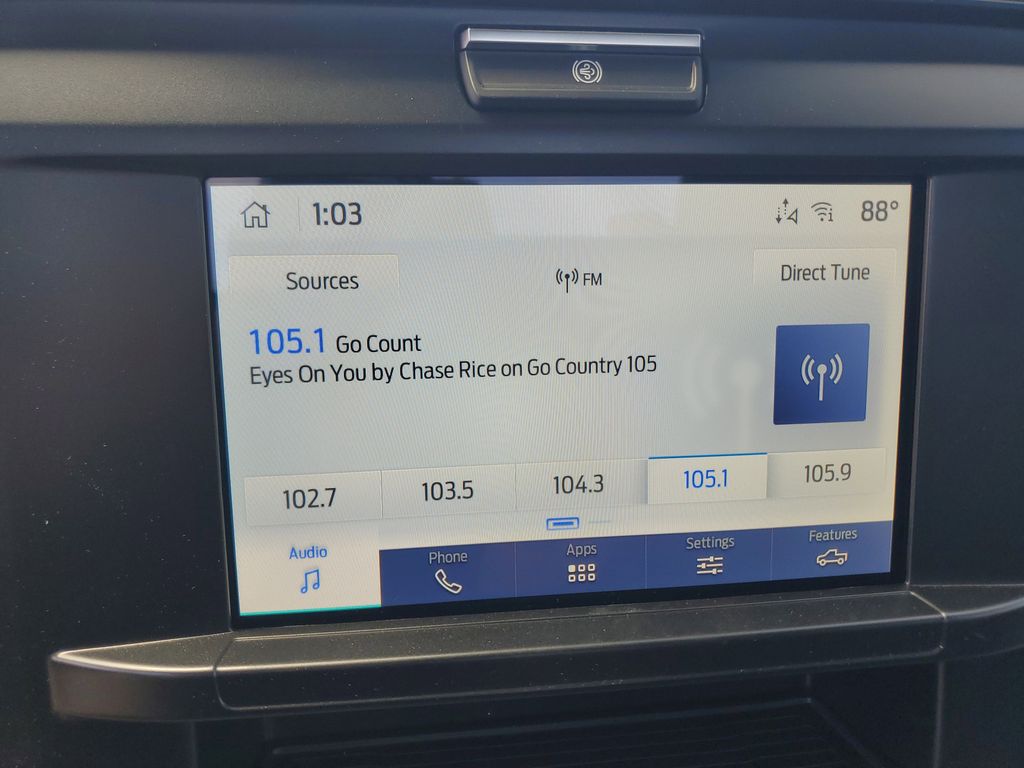 1:03
88°
Sources
FM
Direct Tune
105.1 Go Count
Eyes On You by Chase Rice on Go Country 105
102.7
103.5
104.3
105.1
105.9
Audio
Phone
Apps
Settings
Features